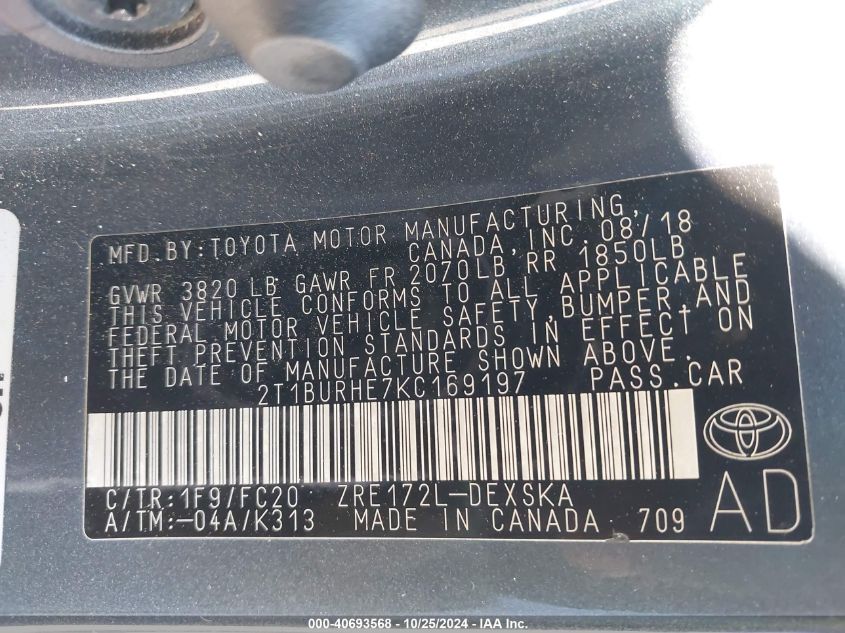 MFD. BY: TOYOTA MOTOR MANUFACTURING,
CANADA, INC. 08/18
GVWR 3820 LB GAWR FR 2070LB RR 1850LB
THIS VEHICLE CONFORMS TO ALL APPLICABLE
FEDERAL MOTOR VEHICLE SAFETY, BUMPER, AND
THEFT PREVENTION STANDARDS IN EFFECT ON
THE DATE OF MANUFACTURE SHOWN ABOVE.
2T1BURHE7KC169197 PASS.CAR
C/TR:1F9/FC20 ZRE172L-DEXSKA
A/TM:-04A/K313 MADE IN CANADA 709
AD
000-40693568 - 10/25/2024 - IAA Inc.